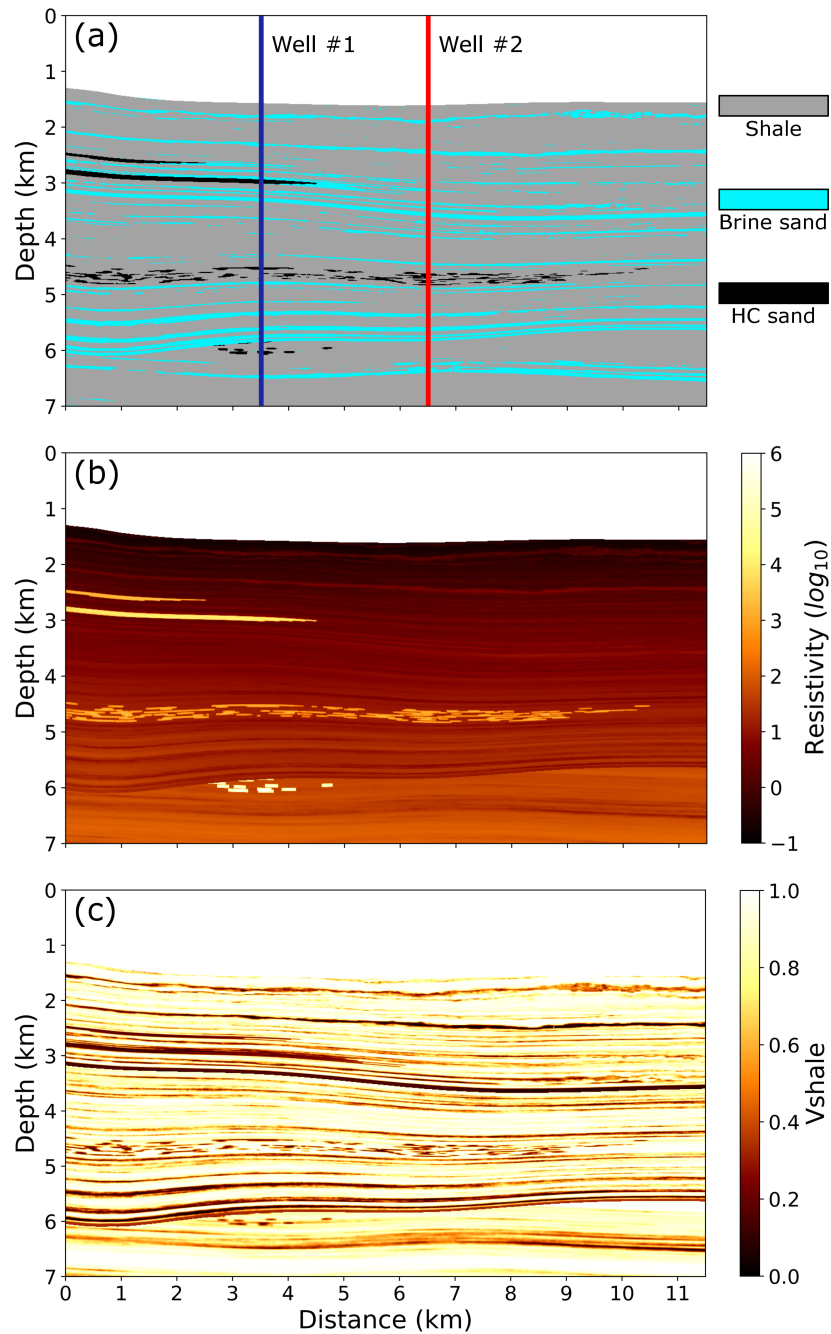 (a)
Well #1
Well #2
0
1
2
3
4
5
6
7
Depth (km)
Shale
Brine sand
HC sand
(b)
0
1
2
3
4
5
6
7
Depth (km)
6
5
4
3
2
1
0
−1
Resistivity (log10)
(c)
0
1
2
3
4
5
6
7
Depth (km)
0 1 2 3 4 5 6 7 8 9 10 11
Distance (km)
1.0
0.8
0.6
0.4
0.2
0.0
Vshale